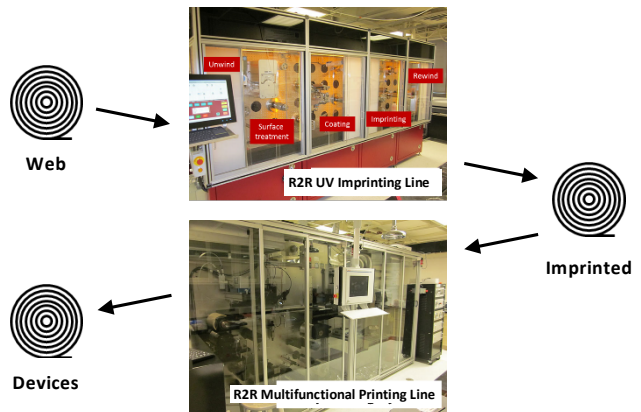 Unwind
Rewind
Surface
treatment
Coating
Imprinting
Web
R2R UV Imprinting Line
Imprinted
Devices
R2R Multifunctional Printing Line